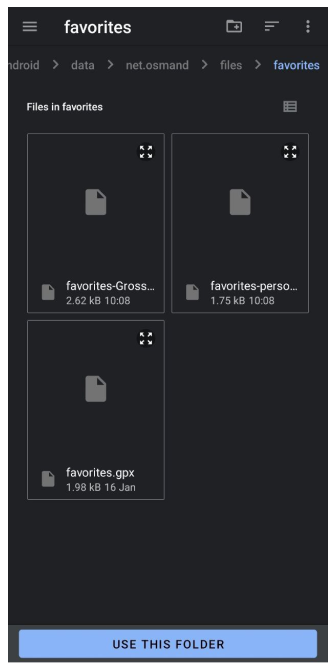 favorites
ndroid > data > net.osmand > files > favorites
Files in favorites
favorites-Gross...
2.62 kB 10:08
favorites-perso...
1.75 kB 10:08
favorites.gpx
1.98 kB 16 Jan
USE THIS FOLDER